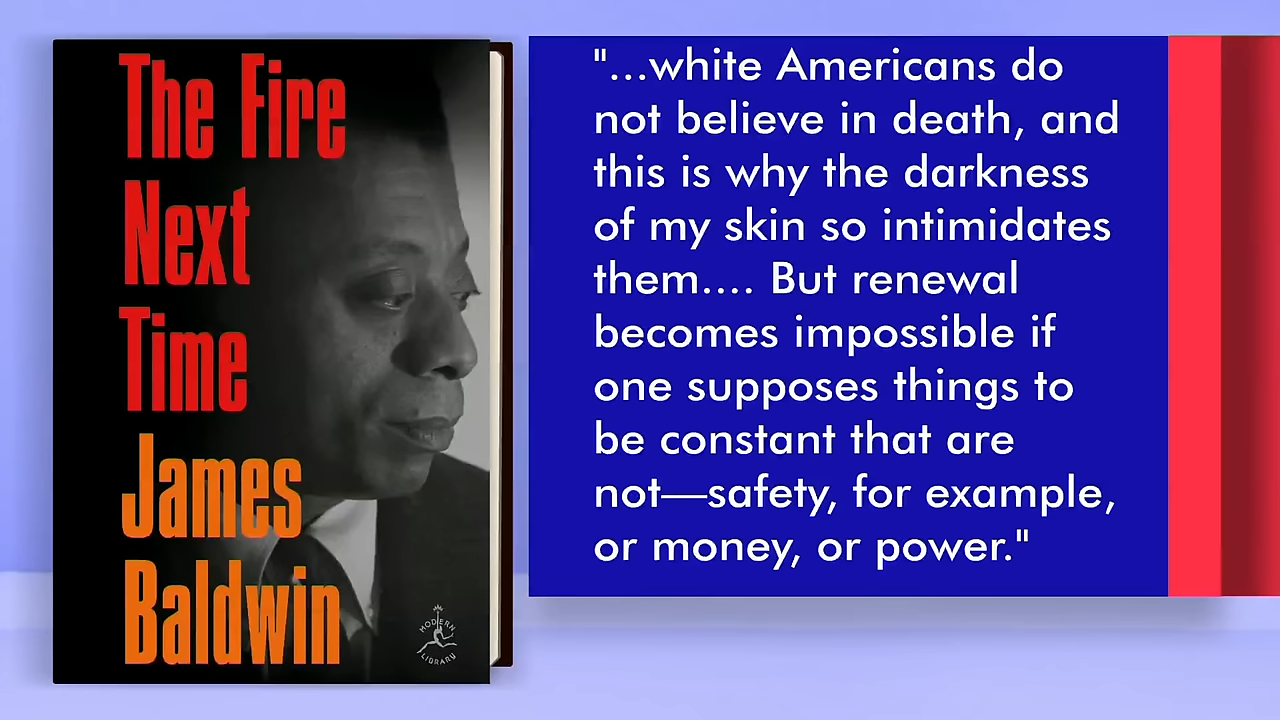 The Fire
Next
Time
James
Baldwin
MODERN
LIBRARY
"...white Americans do
not believe in death, and
this is why the darkness
of my skin so intimidates
them.... But renewal
becomes impossible if
one supposes things to
be constant that are
not—safety, for example,
or money, or power."